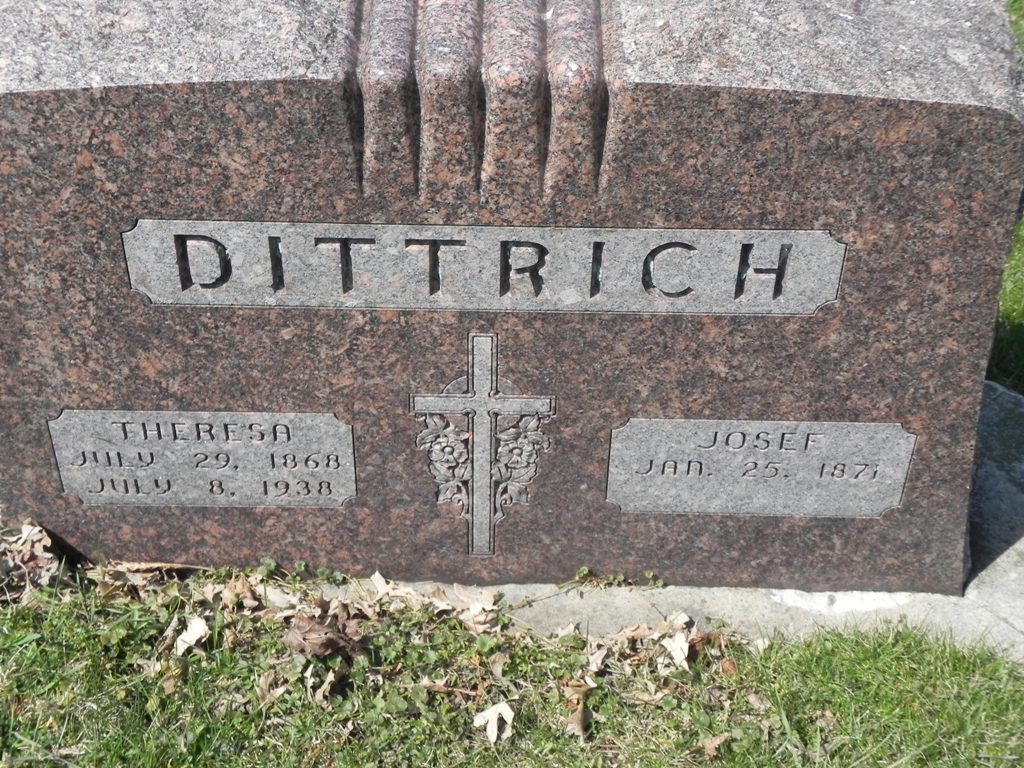 DITTRICH
THERESA
JULY 29, 1868
JULY 8, 1938
JOSEF
JAN. 25, 1871